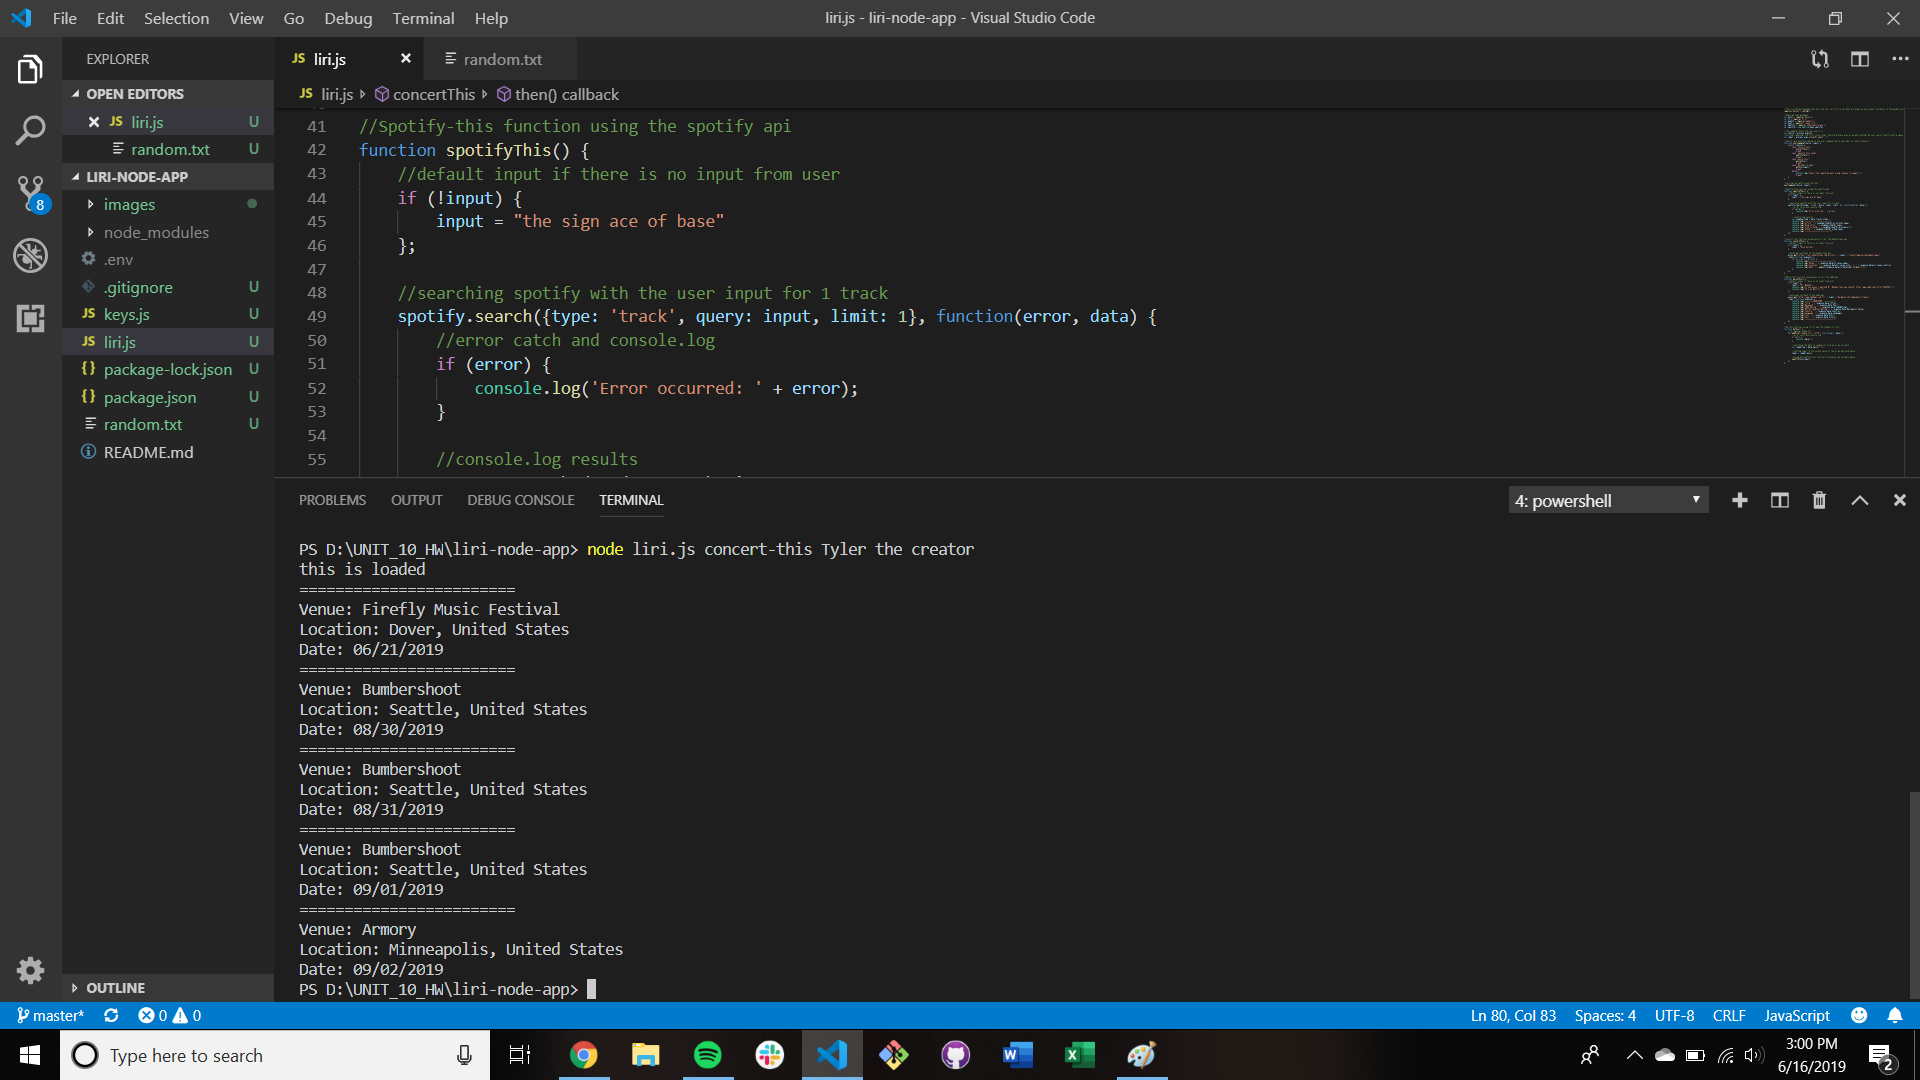 File Edit Selection View Go Debug Terminal Help
liri.js - liri-node-app - Visual Studio Code
EXPLORER
OPEN EDITORS
JS liri.js U
random.txt U
LIRI-NODE-APP
images
node_modules
.env
.gitignore U
JS keys.js U
JS liri.js U
{} package-lock.json U
{} package.json U
random.txt U
README.md
OUTLINE
8
JS liri.js
random.txt
JS liri.js concertThis then() callback
41 //Spotify-this function using the spotify api
42 function spotifyThis() {
43 //default input if there is no input from user
44 if (!input) {
45 input = "the sign ace of base"
46 };
47
48 //searching spotify with the user input for 1 track
49 spotify.search({type: 'track', query: input, limit: 1}, function(error, data) {
50 //error catch and console.log
51 if (error) {
52 console.log('Error occurred: ' + error);
53 }
54
55 //console.log results
PROBLEMS OUTPUT DEBUG CONSOLE TERMINAL
4: powershell
PS D:\UNIT_10_HW\liri-node-app> node liri.js concert-this Tyler the creator
this is loaded
========================
Venue: Firefly Music Festival
Location: Dover, United States
Date: 06/21/2019
========================
Venue: Bumbershoot
Location: Seattle, United States
Date: 08/30/2019
========================
Venue: Bumbershoot
Location: Seattle, United States
Date: 08/31/2019
========================
Venue: Bumbershoot
Location: Seattle, United States
Date: 09/01/2019
========================
Venue: Armory
Location: Minneapolis, United States
Date: 09/02/2019
PS D:\UNIT_10_HW\liri-node-app>
master* 0 0
Ln 80, Col 83 Spaces: 4 UTF-8 CRLF JavaScript
Type here to search
3:00 PM
6/16/2019
2